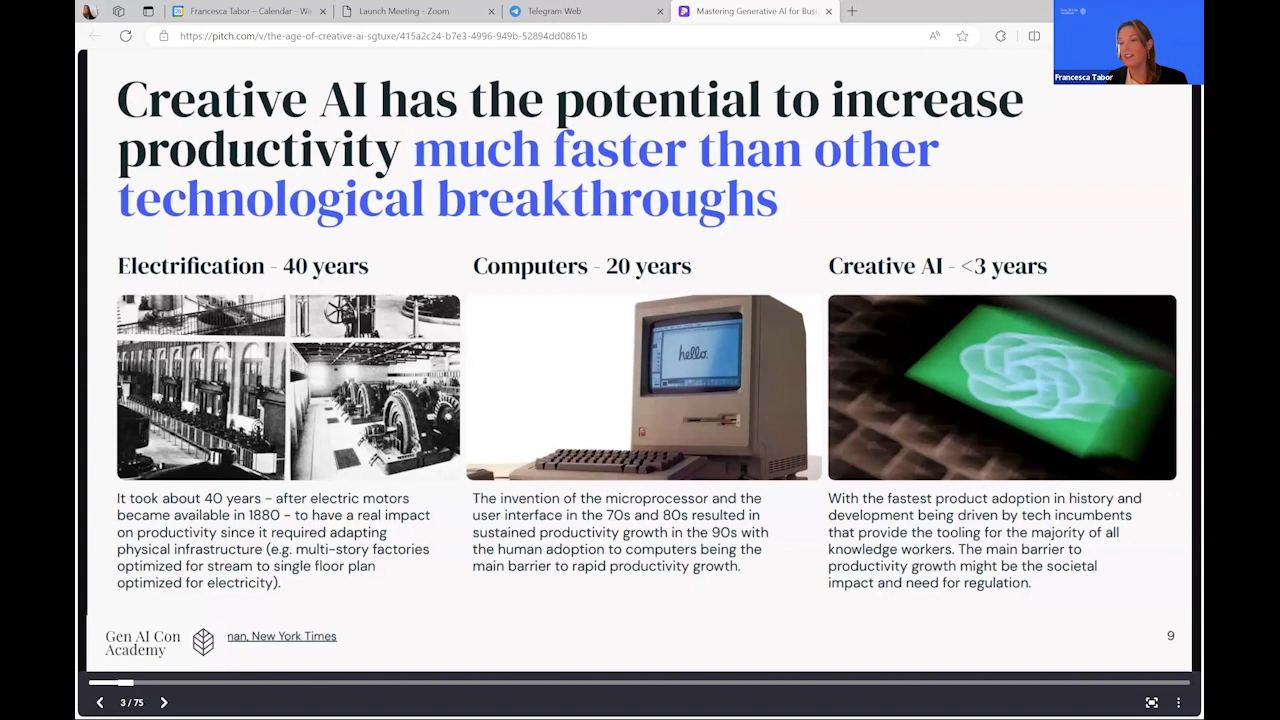 Francesca Tabor – Calendar - We
Launch Meeting - Zoom
Telegram Web
Mastering Generative AI for Busi
https://pitch.com/v/the-age-of-creative-ai-sgtuxe/415a2c24-b7e3-4996-949b-52894dd0861b
Francesca Tabor
Creative AI has the potential to increase
productivity much faster than other
technological breakthroughs
Electrification - 40 years
Computers - 20 years
Creative AI - <3 years
hello.
It took about 40 years - after electric motors
became available in 1880 - to have a real impact
on productivity since it required adapting
physical infrastructure (e.g. multi-story factories
optimized for stream to single floor plan
optimized for electricity).
The invention of the microprocessor and the
user interface in the 70s and 80s resulted in
sustained productivity growth in the 90s with
the human adoption to computers being the
main barrier to rapid productivity growth.
With the fastest product adoption in history and
development being driven by tech incumbents
that provide the tooling for the majority of all
knowledge workers. The main barrier to
productivity growth might be the societal
impact and need for regulation.
Gen AI Con
Academy
nan, New York Times
9
3 / 75